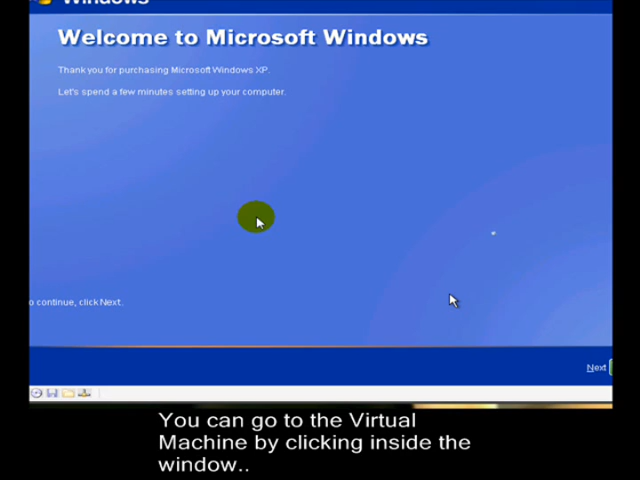 Windows
Welcome to Microsoft Windows
Thank you for purchasing Microsoft Windows XP.
Let's spend a few minutes setting up your computer.
o continue, click Next.
Next
You can go to the Virtual
Machine by clicking inside the
window..